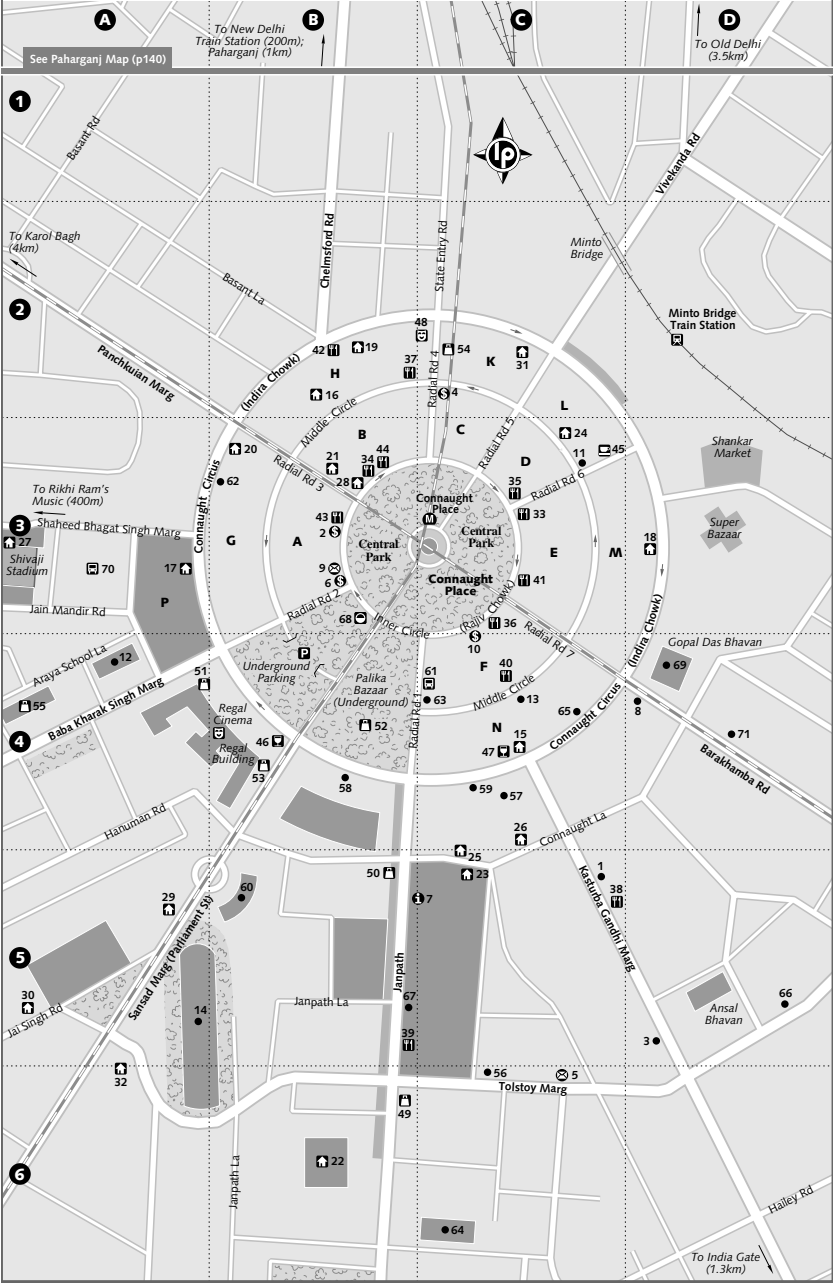 A
B
C
D
To New Delhi
Train Station (200m);
Paharganj (1km)
To Old Delhi
(3.5km)
See Paharganj Map (p140)
1
lp
Basant Rd
Vivekanda Rd
To Karol Bagh
(4km)
Chelmsford Rd
State Entry Rd
Minto
Bridge
Basant La
2
Minto Bridge
Train Station
Panchkuian Marg
(Indira Chowk)
48
42
19
37
54
K
31
H
Radial Rd 4
4
16
Middle Circle
L
B
C
Radial Rd 5
24
45
20
21
34
44
D
11
Shankar
Market
62
Radial Rd 3
28
35
Radial Rd 6
To Rikhi Ram's
Music (400m)
Connaught Circus
Connaught
Place
M
43
33
3
Shaheed Bhagat Singh Marg
27
2
Central
Park
Central
Park
Super
Bazaar
18
G
A
E
M
Shivaji
Stadium
70
17
9
6
Connaught
Place
41
P
Jain Mandir Rd
Radial Rd 2
68
Inner Circle
(Rajiv Chowk)
36
10
Radial Rd 7
(Indira Chowk)
Gopal Das Bhavan
Araya School La
12
P
Underground
Parking
Palika
Bazaar
(Underground)
61
F
40
69
51
63
Middle Circle
13
55
Baba Kharak Singh Marg
Regal
Cinema
Radial Rd 1
65
Connaught Circus
8
4
52
N
71
46
Regal
Building
15
47
53
Barakhamba Rd
58
59
57
Hanuman Rd
26
Connaught La
25
50
23
1
29
60
7
38
Kasturba Gandhi Marg
Sansad Marg (Parliament St)
5
Janpath
30
Janpath La
67
66
Jai Singh Rd
14
Ansal
Bhavan
39
3
32
56
5
Tolstoy Marg
49
6
22
Janpath La
Hailey Rd
64
To India Gate
(1.3km)